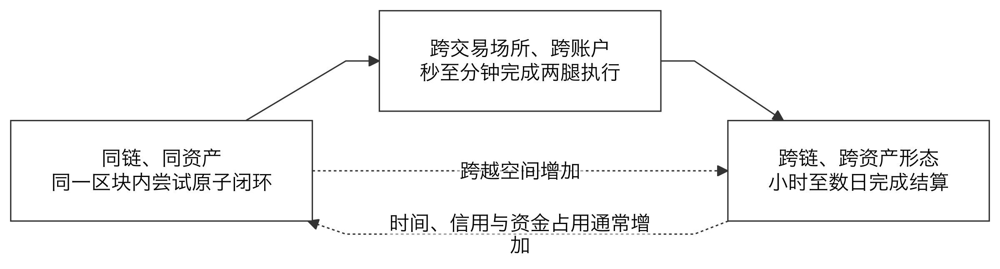 跨交易场所、跨账户
秒至分钟完成两腿执行
同链、同资产
同一区块内尝试原子闭环
跨越空间增加
跨链、跨资产形态
小时至数日完成结算
时间、信用与资金占用通常增
加